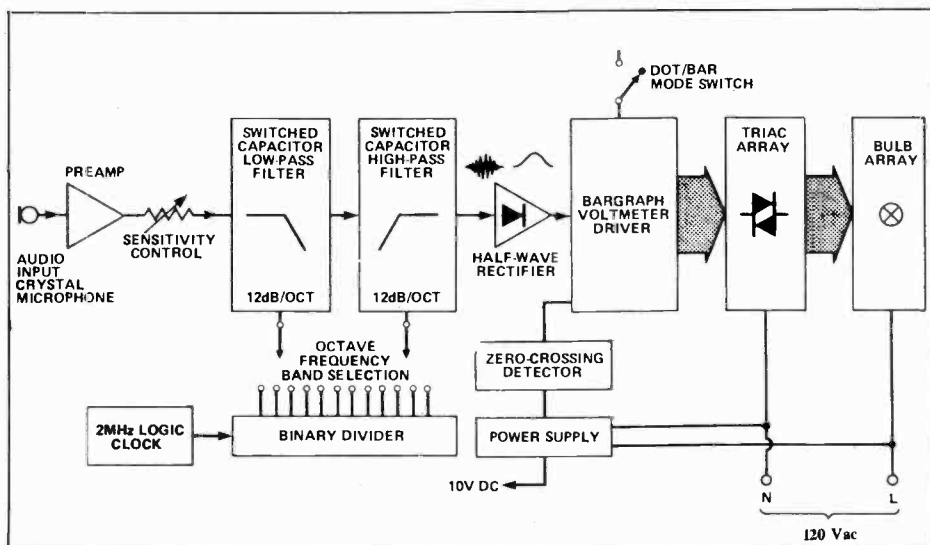 DOT/BAR
MODE SWITCH
PREAMP
SENSITIVITY
CONTROL
AUDIO
INPUT
CRYSTAL
MICROPHONE
SWITCHED
CAPACITOR
LOW-PASS
FILTER
12dB/OCT
SWITCHED
CAPACITOR
HIGH-PASS
FILTER
12dB/OCT
HALF-WAVE
RECTIFIER
BARGRAPH
VOLTMETER
DRIVER
TRIAC
ARRAY
BULB
ARRAY
OCTAVE
FREQUENCY
BAND SELECTION
2MHz LOGIC
CLOCK
BINARY DIVIDER
ZERO-CROSSING
DETECTOR
POWER SUPPLY
10V DC
N
L
120 Vac